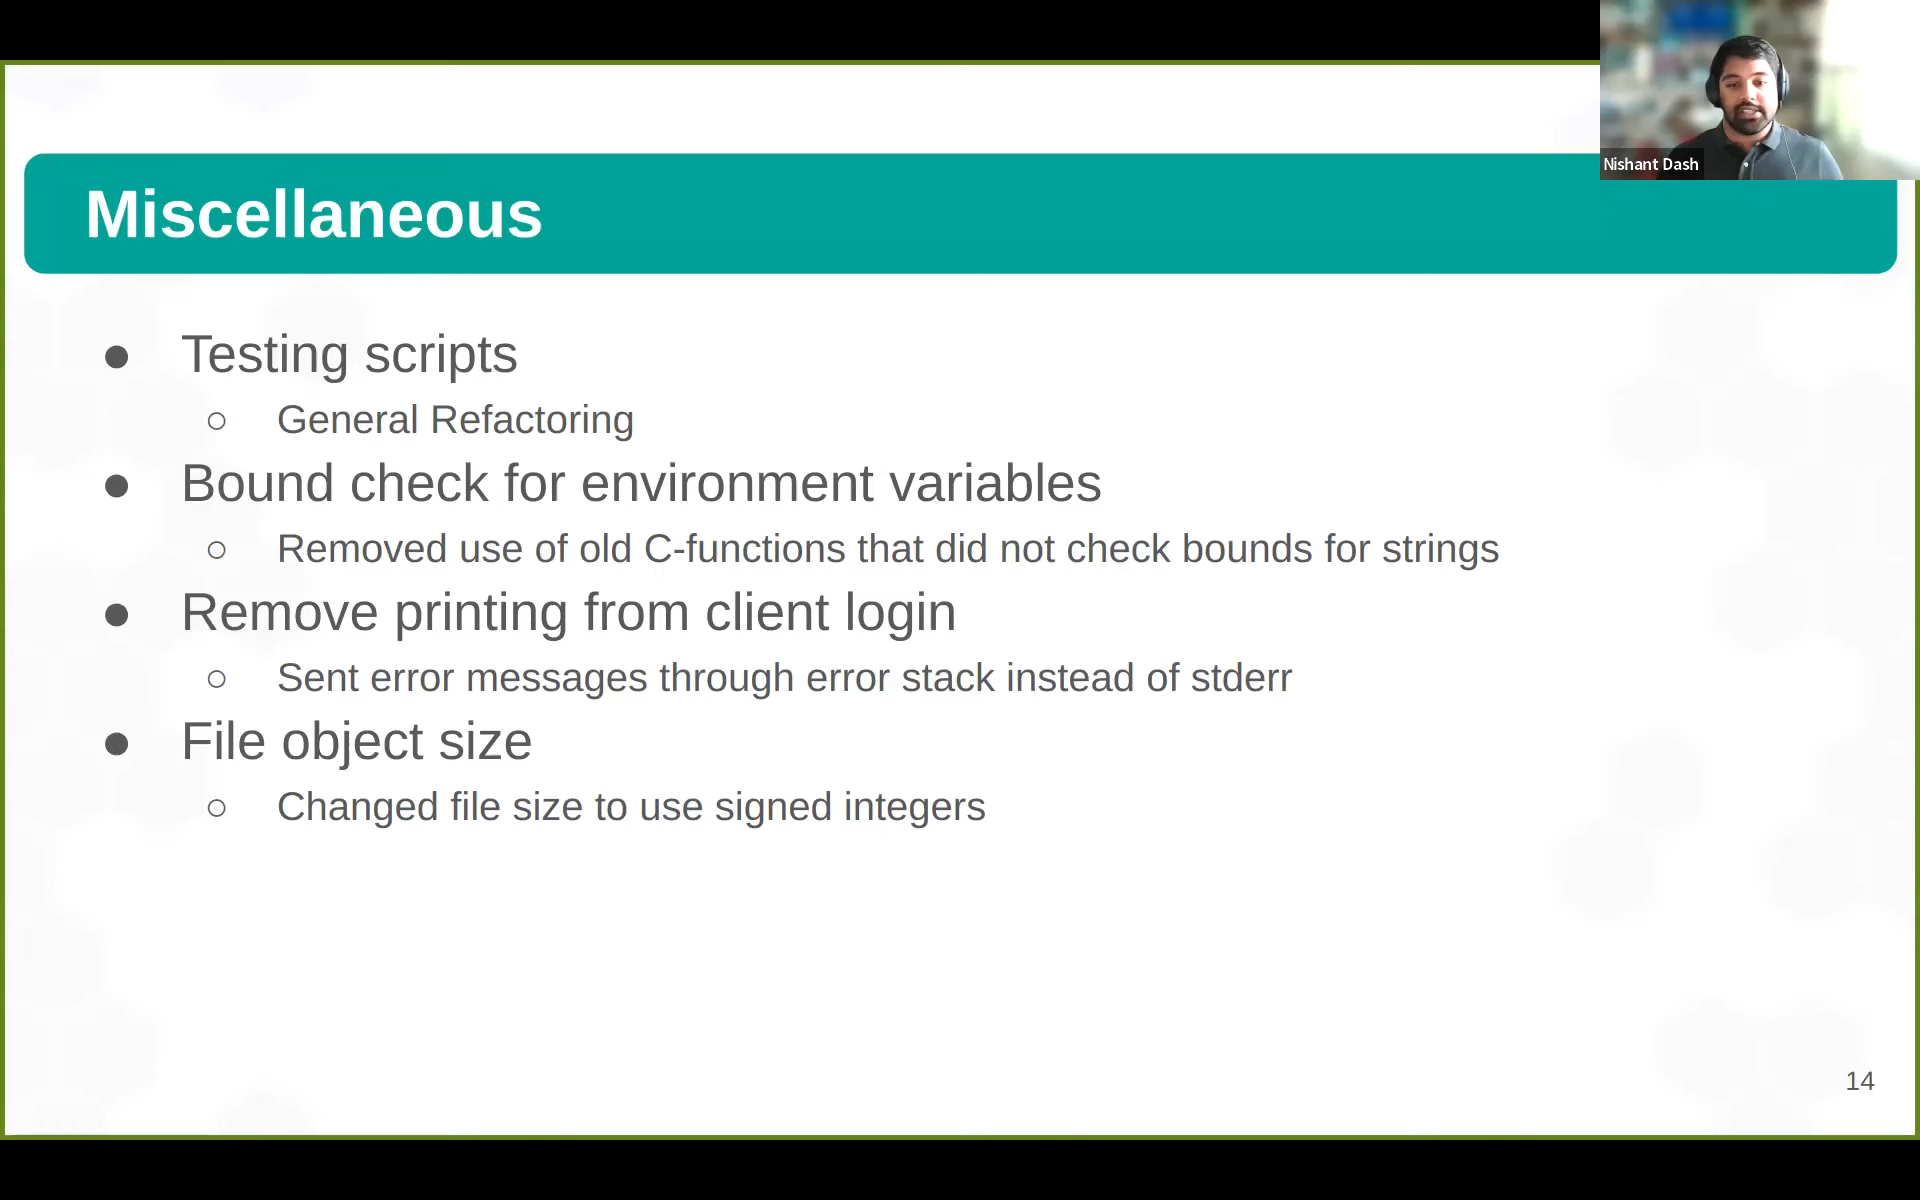 Nishant Dash
Miscellaneous
● Testing scripts
○ General Refactoring
● Bound check for environment variables
○ Removed use of old C-functions that did not check bounds for strings
● Remove printing from client login
○ Sent error messages through error stack instead of stderr
● File object size
○ Changed file size to use signed integers
14